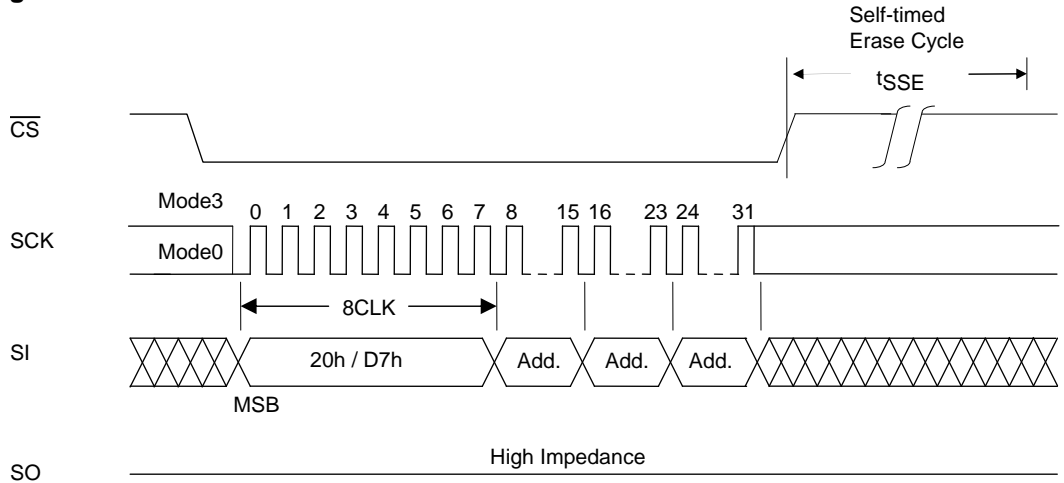 Self-timed
Erase Cycle
tSSE
CS
Mode3
0 1 2 3 4 5 6 7 8 15 16 23 24 31
SCK
Mode0
8CLK
SI
20h / D7h Add. Add. Add.
MSB
High Impedance
SO